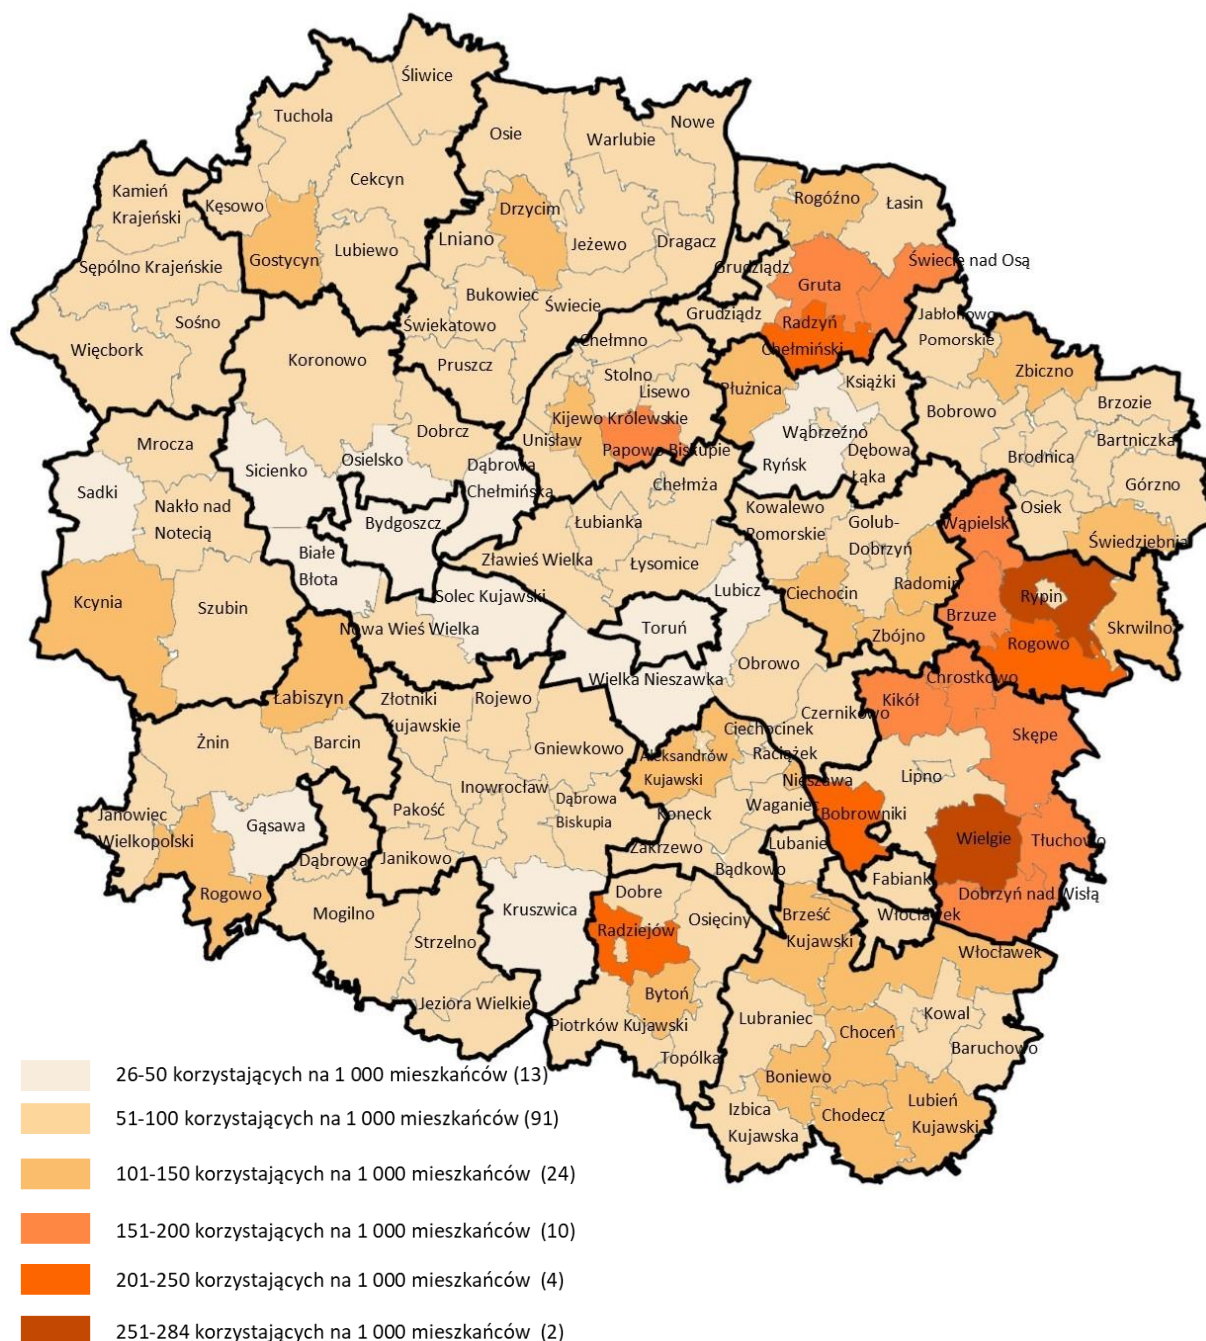 Śliwice
Tuchola
Nowe
Osie
Warlubie
Cekcyn
Kamień
Krajeński
Kęsowo
Rogóźno
Łasin
Drzycim
Lniano
Jeżewo
Dragacz
Lubiewo
Gostycyn
Sępólno Krajeńskie
Grudziądz
Świecie nad Osą
Gruta
Bukowiec
Świecie
Grudziądz
Radzyń
Chełmiński
Jabłonowo
Pomorskie
Sośno
Świekatowo
Więcbork
Koronowo
Chełmno
Pruszcz
Stolno
Lisewo
Płużnica
Książki
Zbiczno
Brzozie
Bobrowo
Kijewo Królewskie
Dobrcz
Unisław
Papowo Biskupie
Wąbrzeźno
Ryńsk
Dębowa
Łąka
Bartniczka
Brodnica
Mrocza
Sicienko
Osielsko
Dąbrowa
Chełmińska
Chełmża
Górzno
Sadki
Nakło nad
Notecią
Bydgoszcz
Łubianka
Kowalewo
Pomorskie
Golub-
Dobrzyń
Wąpielsk
Osiek
Świedziebnia
Białe
Błota
Zławieś Wielka
Łysomice
Kcynia
Szubin
Solec Kujawski
Lubicz
Ciechocin
Radomin
Rypin
Brzuze
Skrwilno
Nowa Wieś Wielka
Toruń
Zbójno
Rogowo
Obrowo
Wielka Nieszawka
Chrostkowo
Łabiszyn
Złotniki
Kujawskie
Rojewo
Kikół
Czernikowo
Żnin
Barcin
Gniewkowo
Ciechocinek
Raciążek
Skępe
Aleksandrów
Kujawski
Nieszawa
Lipno
Inowrocław
Pakość
Dąbrowa
Biskupia
Koneck
Waganiec
Bobrowniki
Janowiec
Wielkopolski
Gąsawa
Wielgie
Tłuchowo
Zakrzewo
Lubanie
Dąbrowa
Janikowo
Bądkowo
Fabianki
Rogowo
Dobre
Dobrzyń nad Wisłą
Mogilno
Kruszwica
Osięciny
Brześć
Kujawski
Włocławek
Radziejów
Strzelno
Włocławek
Bytoń
Jeziora Wielkie
Piotrków Kujawski
Lubraniec
Choceń
Kowal
Baruchowo
Topólka
Boniewo
Izbica
Kujawska
Chodecz
Lubień
Kujawski
26-50 korzystających na 1 000 mieszkańców (13)
51-100 korzystających na 1 000 mieszkańców (91)
101-150 korzystających na 1 000 mieszkańców (24)
151-200 korzystających na 1 000 mieszkańców (10)
201-250 korzystających na 1 000 mieszkańców (4)
251-284 korzystających na 1 000 mieszkańców (2)